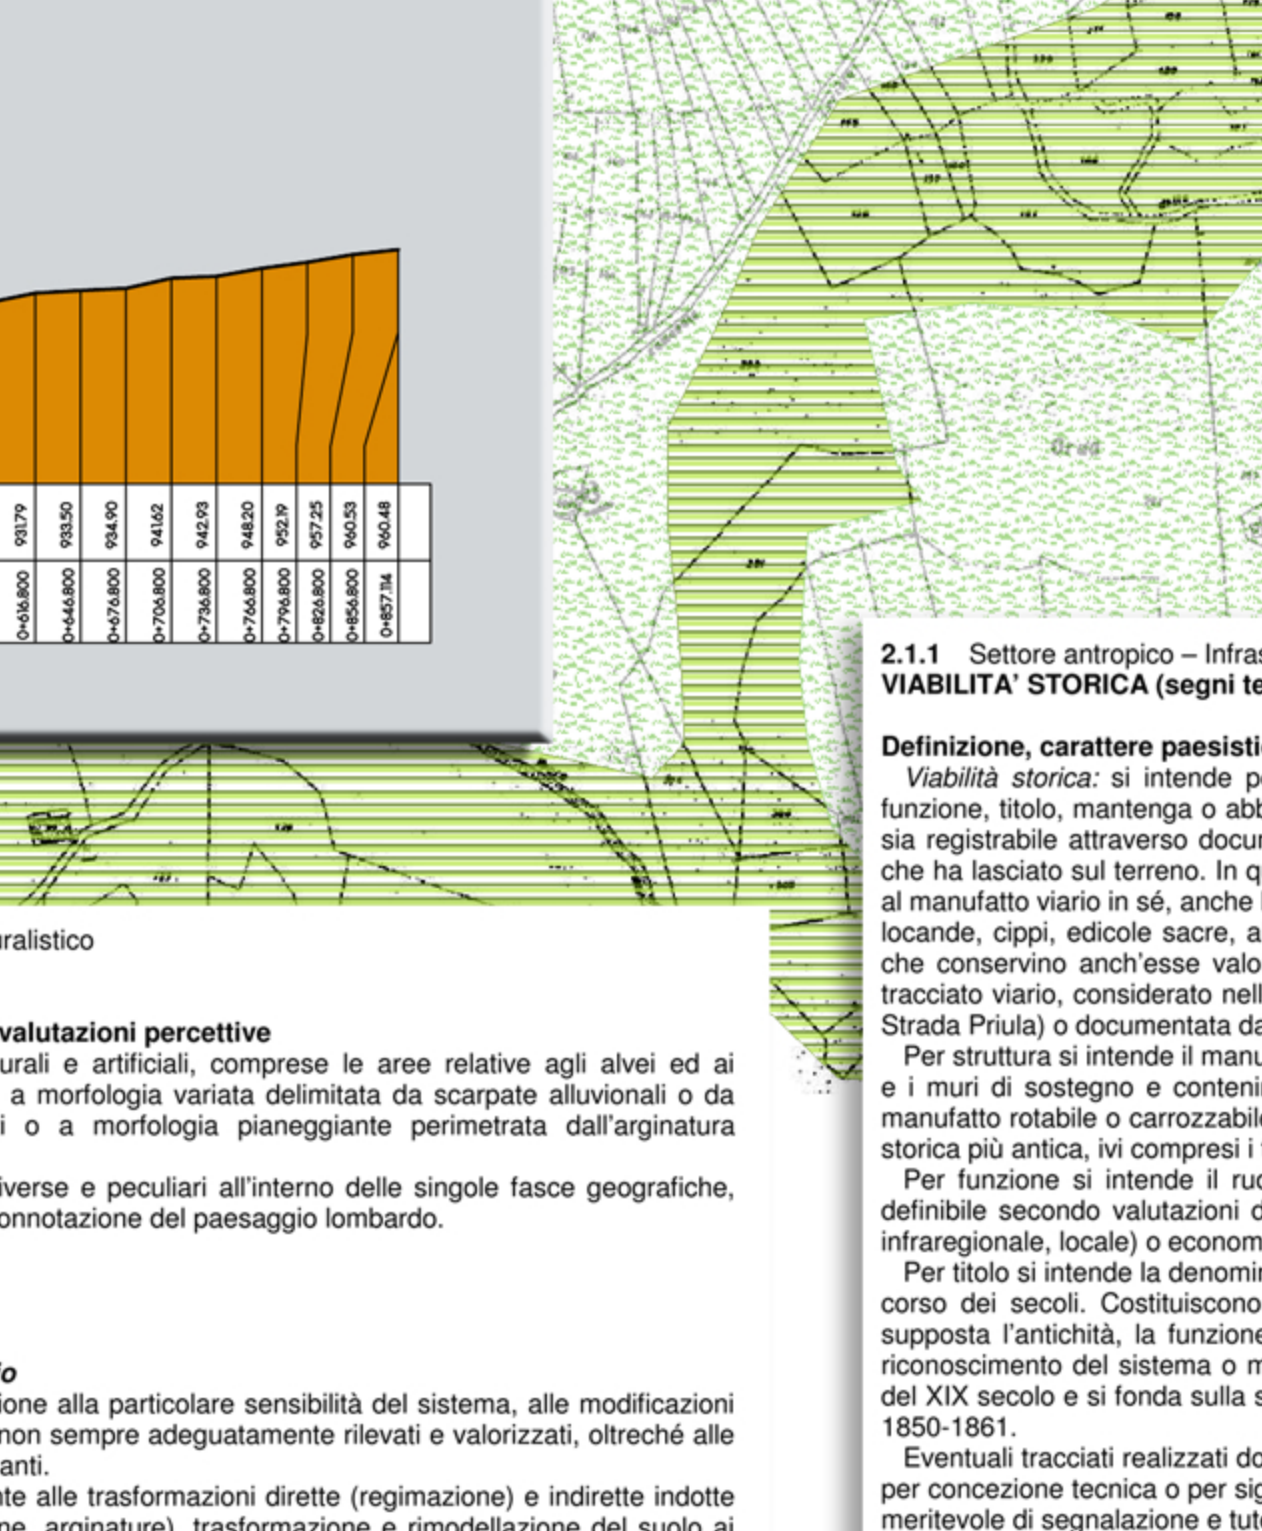 931.79
933.50
934.90
941.62
942.93
948.20
952.19
957.25
960.53
960.48
0+616.800
0+646.800
0+676.800
0+706.800
0+736.800
0+766.800
0+796.800
0+826.800
0+856.800
0+857.114
uralistico
valutazioni percettive
urali e artificiali, comprese le aree relative agli alvei ed ai
a morfologia variata delimitata da scarpate alluvionali o da
i o a morfologia pianeggiante perimetrata dall'arginatura
iverse e peculiari all'interno delle singole fasce geografiche,
onnotazione del paesaggio lombardo.
io
ione alla particolare sensibilità del sistema, alle modificazioni
non sempre adeguatamente rilevati e valorizzati, oltreché alle
anti.
te alle trasformazioni dirette (regimazione) e indirette indotte
ne, arginature), trasformazione e rimodellazione del suolo ai
2.1.1 Settore antropico – Infras
VIABILITA' STORICA (segni te
Definizione, carattere paesisti
Viabilità storica: si intende p
funzione, titolo, mantenga o abb
sia registrabile attraverso docum
che ha lasciato sul terreno. In q
al manufatto viario in sé, anche
locande, cippi, edicole sacre, a
che conservino anch'esse valo
tracciato viario, considerato nell
Strada Priula) o documentata da
Per struttura si intende il manu
e i muri di sostegno e contenim
manufatto rotabile o carrozzabile
storica più antica, ivi compresi i
Per funzione si intende il ruo
definibile secondo valutazioni d
infraregionale, locale) o econom
Per titolo si intende la denomin
corso dei secoli. Costituiscono
supposta l'antichità, la funzione
riconoscimento del sistema o m
del XIX secolo e si fonda sulla s
1850-1861.
Eventuali tracciati realizzati do
per concezione tecnica o per sig
meritevole di segnalazione e tute